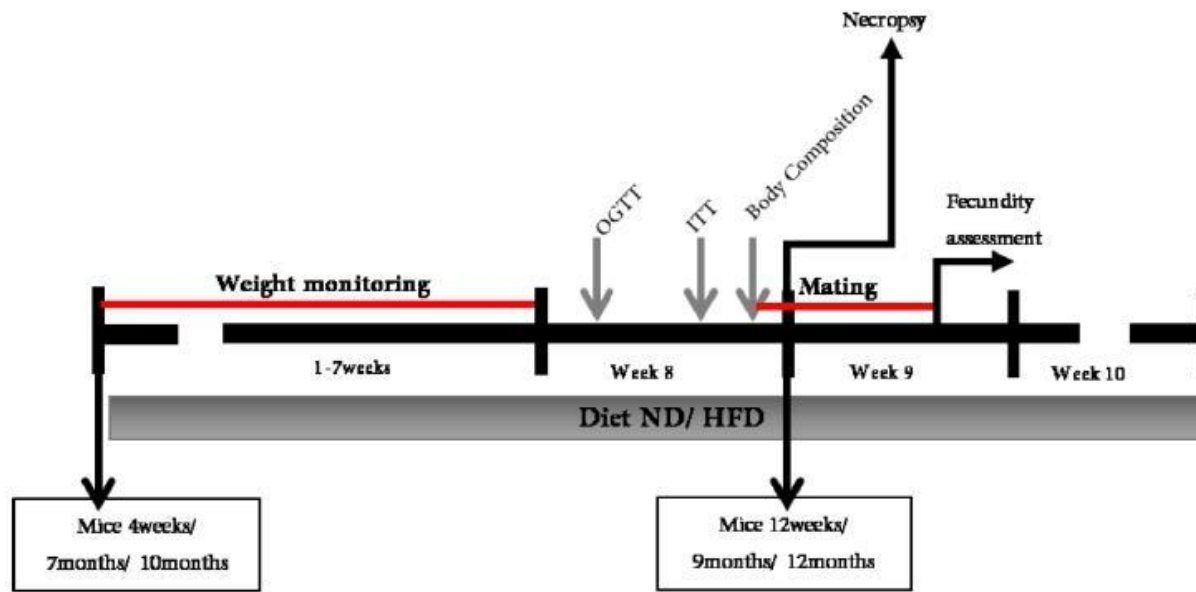 Necropsy
OGTT
ITT
Body Composition
Fecundity
assessment
Weight monitoring
Mating
1-7weeks
Week 8
Week 9
Week 10
Diet ND/ HFD
Mice 4weeks/
7months/ 10months
Mice 12weeks/
9months/ 12months